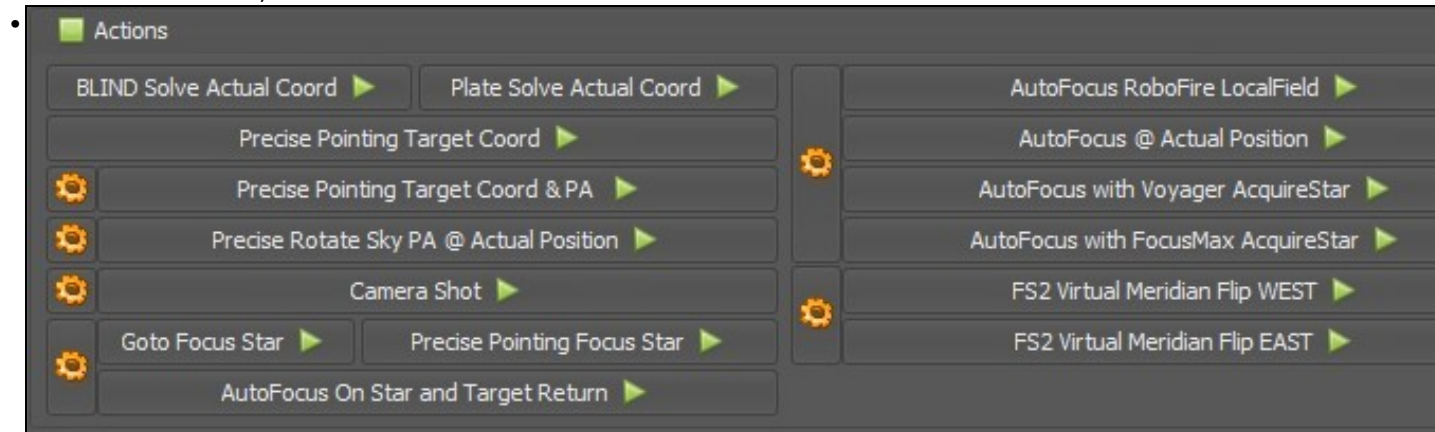 Actions
BLIND Solve Actual Coord
Plate Solve Actual Coord
Precise Pointing Target Coord
Precise Pointing Target Coord & PA
Precise Rotate Sky PA @ Actual Position
Camera Shot
Goto Focus Star
Precise Pointing Focus Star
AutoFocus On Star and Target Return
AutoFocus RoboFire LocalField
AutoFocus @ Actual Position
AutoFocus with Voyager AcquireStar
AutoFocus with FocusMax AcquireStar
FS2 Virtual Meridian Flip WEST
FS2 Virtual Meridian Flip EAST